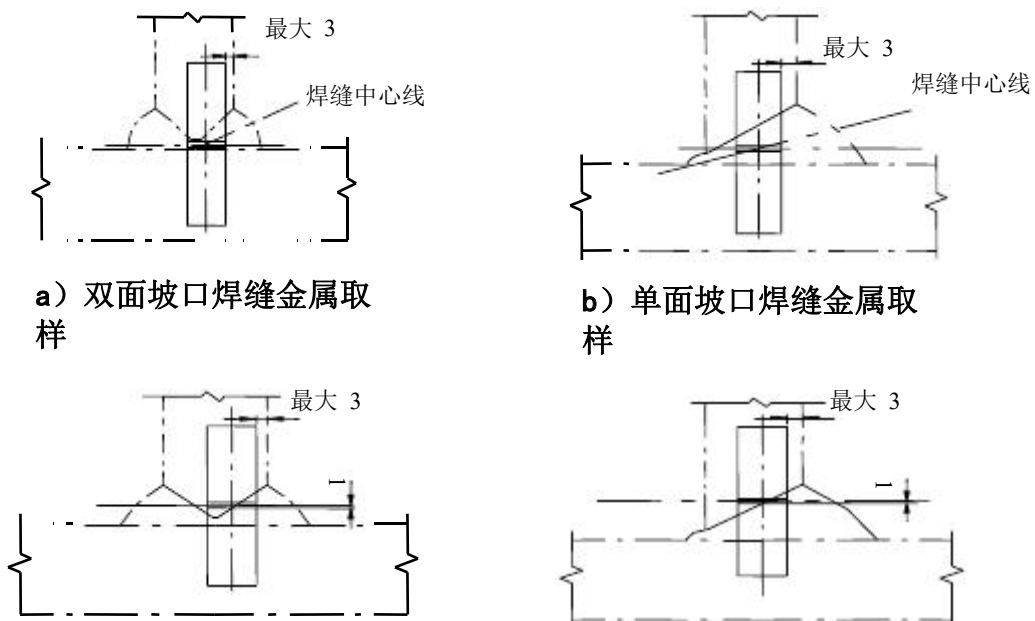 最大 3
焊缝中心线
最大 3
焊缝中心线
a）双面坡口焊缝金属取
样
b）单面坡口焊缝金属取
样
最大 3
1
最大 3
1